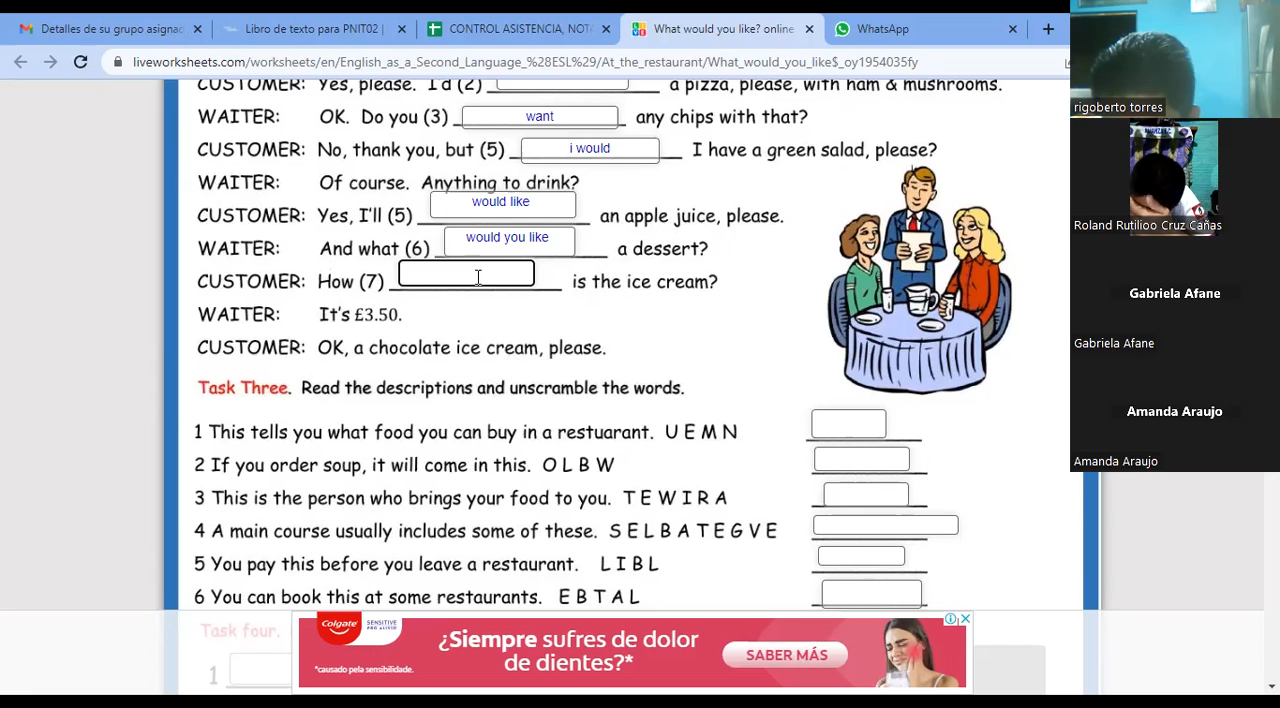 Detalles de su grupo asignad
Libro de texto para PNIT02 |
CONTROL ASISTENCIA, NOTA
What would you like? online
WhatsApp
liveworksheets.com/worksheets/en/English_as_a_Second_Language_%28ESL%29/At_the_restaurant/What_would_you_like$_oy1954035fy
CUSTOMER: Yes, please. I'd (2) a pizza, please, with ham & mushrooms.
WAITER: OK. Do you (3) want any chips with that?
CUSTOMER: No, thank you, but (5) i would I have a green salad, please?
WAITER: Of course. Anything to drink?
CUSTOMER: Yes, I'll (5) would like an apple juice, please.
WAITER: And what (6) would you like a dessert?
CUSTOMER: How (7) is the ice cream?
WAITER: It's £3.50.
CUSTOMER: OK, a chocolate ice cream, please.
Task Three. Read the descriptions and unscramble the words.
1 This tells you what food you can buy in a restuarant. U E M N
2 If you order soup, it will come in this. O L B W
3 This is the person who brings your food to you. T E W I R A
4 A main course usually includes some of these. S E L B A T E G V E
5 You pay this before you leave a restaurant. L I B L
6 You can book this at some restaurants. E B T A L
Task four.
1
Colgate
SENSITIVE
PRO-ALIVIO
*causado pela sensibilidade.
¿Siempre sufres de dolor
de dientes?*
SABER MÁS
rigoberto torres
Roland Rutilioo Cruz Cañas
Gabriela Afane
Gabriela Afane
Amanda Araujo
Amanda Araujo